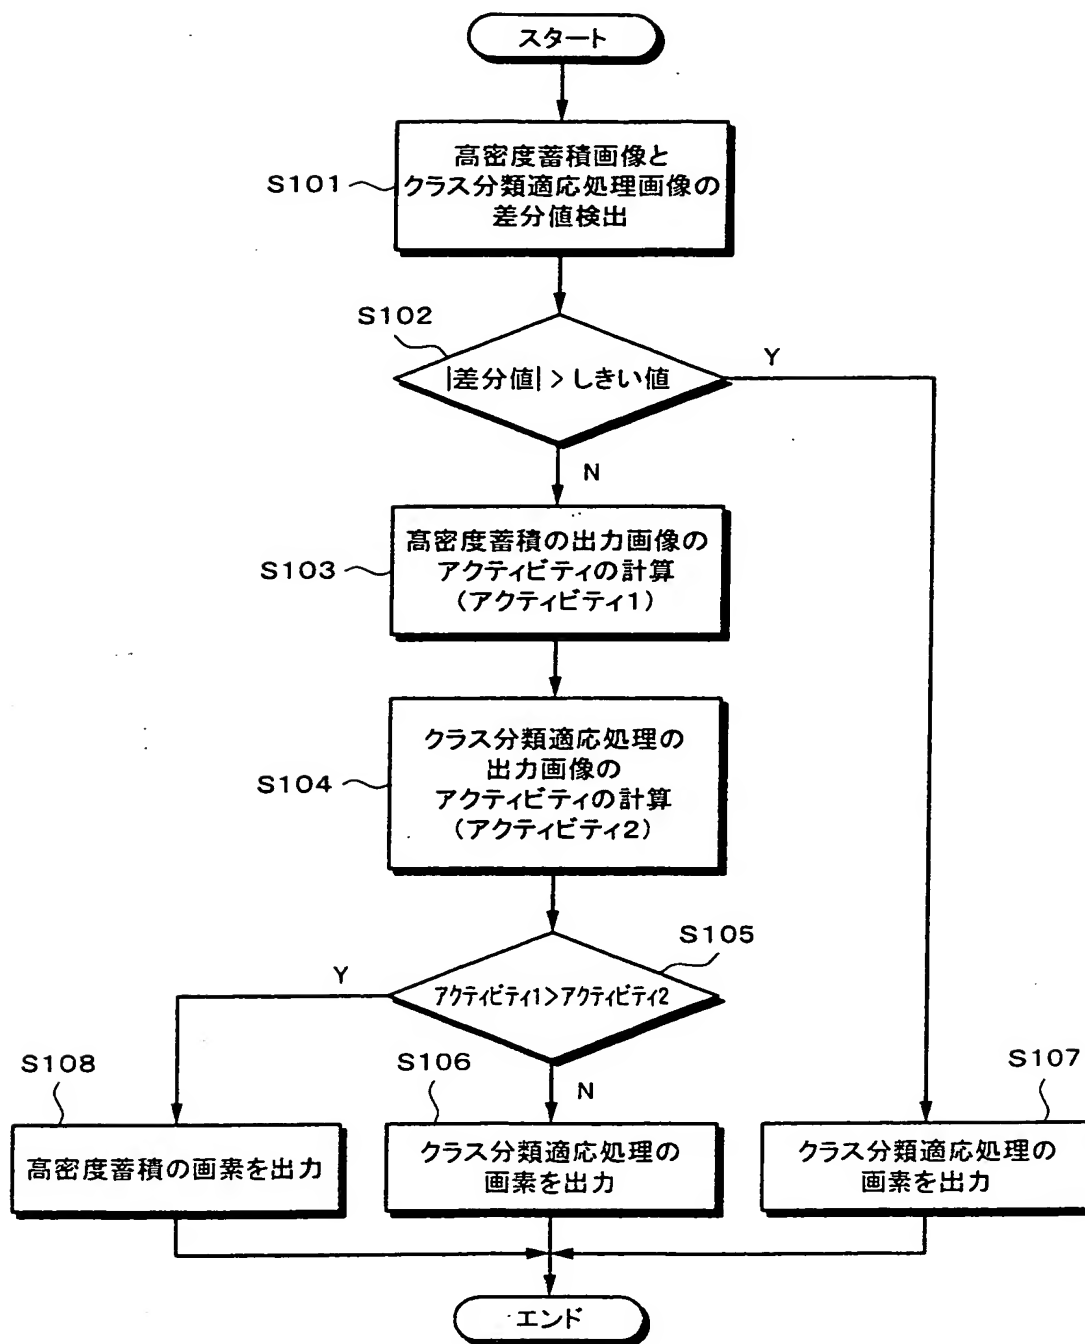 スタート
S101
高密度蓄積画像と
クラス分類適応処理画像の
差分値検出
S102
|差分値| > しきい値
Y
N
S103
高密度蓄積の出力画像の
アクティビティの計算
(アクティビティ1)
S104
クラス分類適応処理の
出力画像の
アクティビティの計算
(アクティビティ2)
S105
アクティビティ1>アクティビティ2
Y
N
S108
高密度蓄積の画素を出力
S106
クラス分類適応処理の
画素を出力
S107
クラス分類適応処理の
画素を出力
エンド